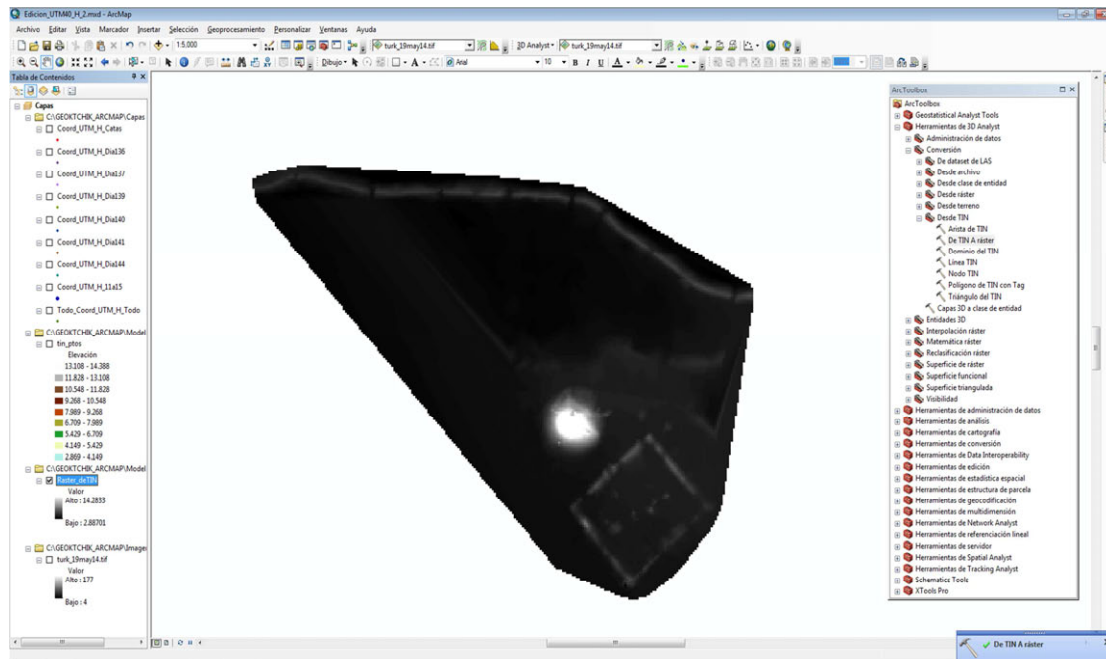 Edicion_UTM40_H_2.mxd - ArcMap
Archivo Editar Vista Marcador Insertar Selección Geoprocesamiento Personalizar Ventanas Ayuda
1:5,000 turk_19may14.tif 3D Analyst turk_19may14.tif
Dibujo A Arial 10 B I U A
Tabla de Contenidos
Capas
C:\GEOKTCHIK_ARCMAP\Capas
Coord_UTM_H_Catas
Coord_UTM_H_Dia136
Coord_UTM_H_Dia137
Coord_UTM_H_Dia139
Coord_UTM_H_Dia140
Coord_UTM_H_Dia141
Coord_UTM_H_Dia144
Coord_UTM_H_11a15
Todo_Coord_UTM_H_Todo
C:\GEOKTCHIK_ARCMAP\Model
tin_ptos
Elevación
13.108 - 14.388
11.828 - 13.108
10.548 - 11.828
9.268 - 10.548
7.989 - 9.268
6.709 - 7.989
5.429 - 6.709
4.149 - 5.429
2.869 - 4.149
C:\GEOKTCHIK_ARCMAP\Model
Raster_deTIN
Valor
Alto : 14.2833
Bajo : 2.88701
C:\GEOKTCHIK_ARCMAP\Imagen
turk_19may14.tif
Valor
Alto : 177
Bajo : 4
ArcToolbox
ArcToolbox
Geostatistical Analyst Tools
Herramientas de 3D Analyst
Administración de datos
Conversión
De dataset de LAS
Desde archivo
Desde clase de entidad
Desde ráster
Desde terreno
Desde TIN
Arista de TIN
De TIN A ráster
Dominio del TIN
Línea TIN
Nodo TIN
Polígono de TIN con Tag
Triángulo del TIN
Capas 3D a clase de entidad
Entidades 3D
Interpolación ráster
Matemática ráster
Reclasificación ráster
Superficie de ráster
Superficie funcional
Superficie triangulada
Visibilidad
Herramientas de administración de datos
Herramientas de análisis
Herramientas de cartografía
Herramientas de conversión
Herramientas de Data Interoperability
Herramientas de edición
Herramientas de estadística espacial
Herramientas de estructura de parcela
Herramientas de geocodificación
Herramientas de multidimensión
Herramientas de Network Analyst
Herramientas de referenciación lineal
Herramientas de servidor
Herramientas de Spatial Analyst
Herramientas de Tracking Analyst
Schematics Tools
XTools Pro
De TIN A ráster